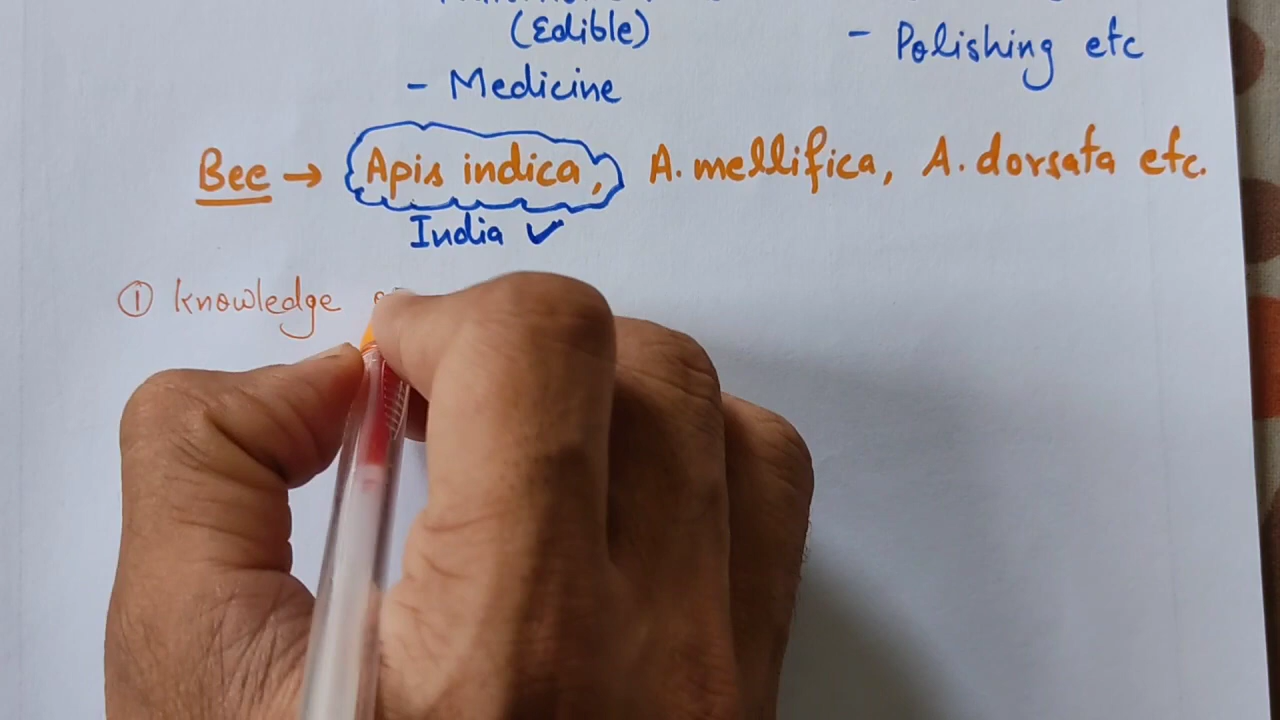 (Edible)
- Polishing etc
- Medicine
Bee → Apis indica, A. mellifica, A. dorsata etc.
India ✓
① knowledge